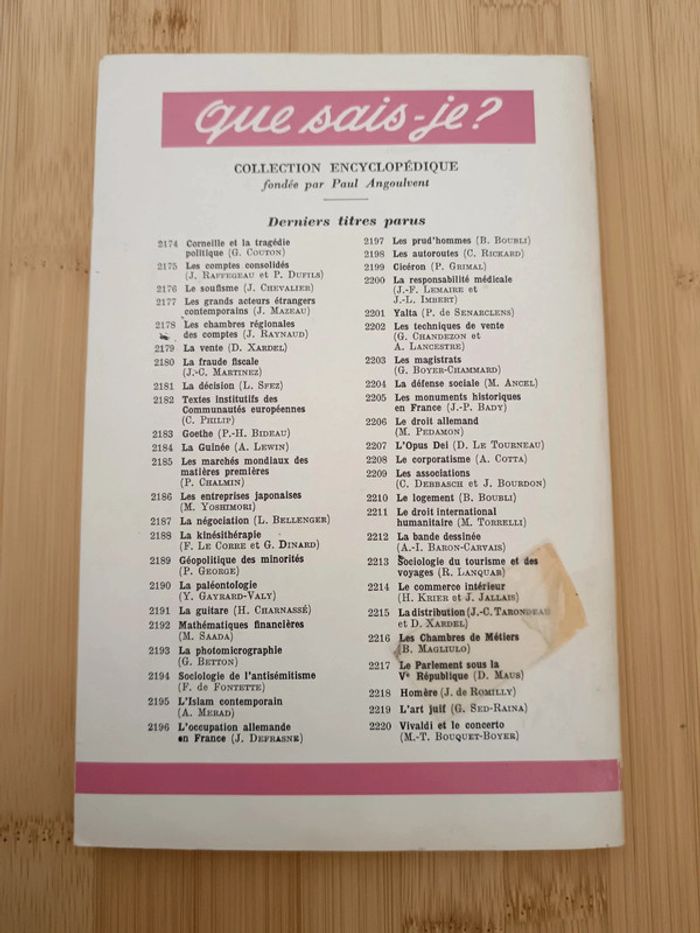 que sais-je?
COLLECTION ENCYCLOPÉDIQUE
fondée par Paul Angoulvent
Derniers titres parus
2174 Corneille et la tragédie
politique (G. COUTON)
2175 Les comptes consolidés
(J. RAFFEGEAU et P. DUFILS)
2176 Le soufisme (J. CHEVALIER)
2177 Les grands acteurs étrangers
contemporains (J. MAZEAU)
2178 Les chambres régionales
des comptes (J. RAYNAUD)
2179 La vente (D. XARDEL)
2180 La fraude fiscale
(J.-C. MARTINEZ)
2181 La décision (L. SFEZ)
2182 Textes institutifs des
Communautés européennes
(C. PHILIP)
2183 Goethe (P.-H. BIDEAU)
2184 La Guinée (A. LEWIN)
2185 Les marchés mondiaux des
matières premières
(P. CHALMIN)
2186 Les entreprises japonaises
(M. YOSHIMORI)
2187 La négociation (L. BELLENGER)
2188 La kinésithérapie
(F. LE CORRE et G. DINARD)
2189 Géopolitique des minorités
(P. GEORGE)
2190 La paléontologie
(Y. GAYRARD-VALY)
2191 La guitare (H. CHARNASSÉ)
2192 Mathématiques financières
(M. SAADA)
2193 La photomicrographie
(G. BETTON)
2194 Sociologie de l'antisémitisme
(F. de FONTETTE)
2195 L'Islam contemporain
(A. MERAD)
2196 L'occupation allemande
en France (J. DEFRASNE)
2197 Les prud'hommes (B. BOUBLI)
2198 Les autoroutes (C. RICKARD)
2199 Cicéron (P. GRIMAL)
2200 La responsabilité médicale
(J.-F. LEMAIRE et
J.-L. IMBERT)
2201 Yalta (P. de SENARCLENS)
2202 Les techniques de vente
(G. CHANDEZON et
A. LANCESTRE)
2203 Les magistrats
(G. BOYER-CHAMMARD)
2204 La défense sociale (M. ANCEL)
2205 Les monuments historiques
en France (J.-P. BADY)
2206 Le droit allemand
(M. PEDAMON)
2207 L'Opus Dei (D. LE TOURNEAU)
2208 Le corporatisme (A. COTTA)
2209 Les associations
(C. DEBBASCH et J. BOURDON)
2210 Le logement (B. BOUBLI)
2211 Le droit international
humanitaire (M. TORRELLI)
2212 La bande dessinée
(A.-I. BARON-CARVAIS)
2213 Sociologie du tourisme et des
voyages (R. LANQUAR)
2214 Le commerce intérieur
(H. KRIER et J. JALLAIS)
2215 La distribution (J.-C. TARONDEAU
et D. XARDEL)
2216 Les Chambres de Métiers
(B. MAGLIULO)
2217 Le Parlement sous la
Vᵉ République (D. MAUS)
2218 Homère (J. de ROMILLY)
2219 L'art juif (G. SED-RAJNA)
2220 Vivaldi et le concerto
(M.-T. BOUQUET-BOYER)